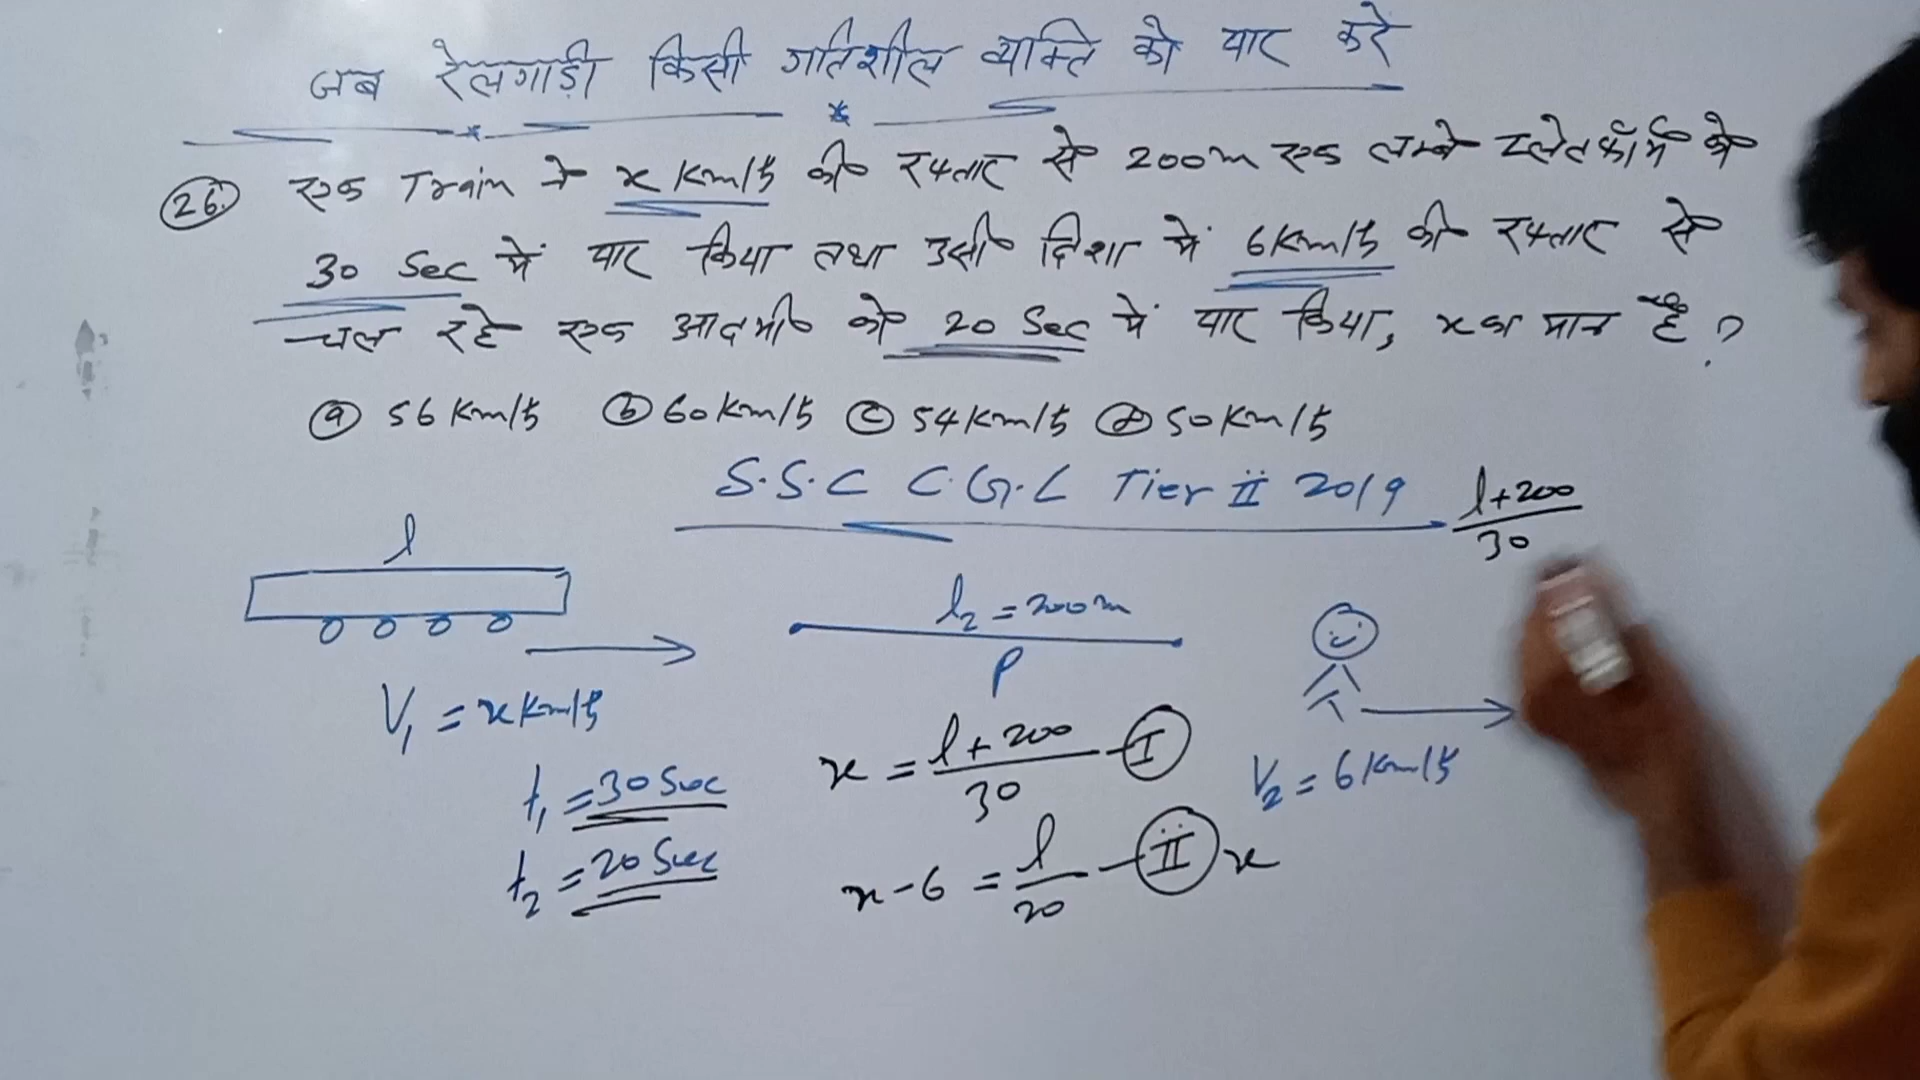 जब रेलगाड़ी किसी गतिशील व्यक्ति को पार करे
26. एक Train ने x km/h की रफ्तार से 200m एक लम्बे प्लेटफॉर्म को
30 Sec में पार किया तथा उसी दिशा में 6 km/h की रफ्तार से
चल रहे एक आदमी को 20 Sec में पार किया, x का मान है ?
(a) 56 km/h (b) 60 km/h (c) 54 km/h (d) 50 km/h
S.S.C C.G.L Tier II 2019
l+200/30
l
l₂ = 200m
P
V₁ = x km/h
x = l+200/30 - (I)
V₂ = 6 km/h
t₁ = 30 Sec
t₂ = 20 Sec
x-6 = l/20 - (II) x